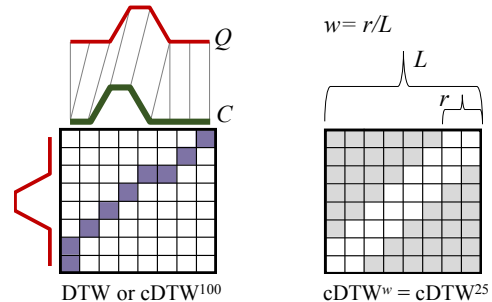 Q
C
w= r/L
L
r
DTW or cDTW¹⁰⁰
cDTWʷ = cDTW²⁵